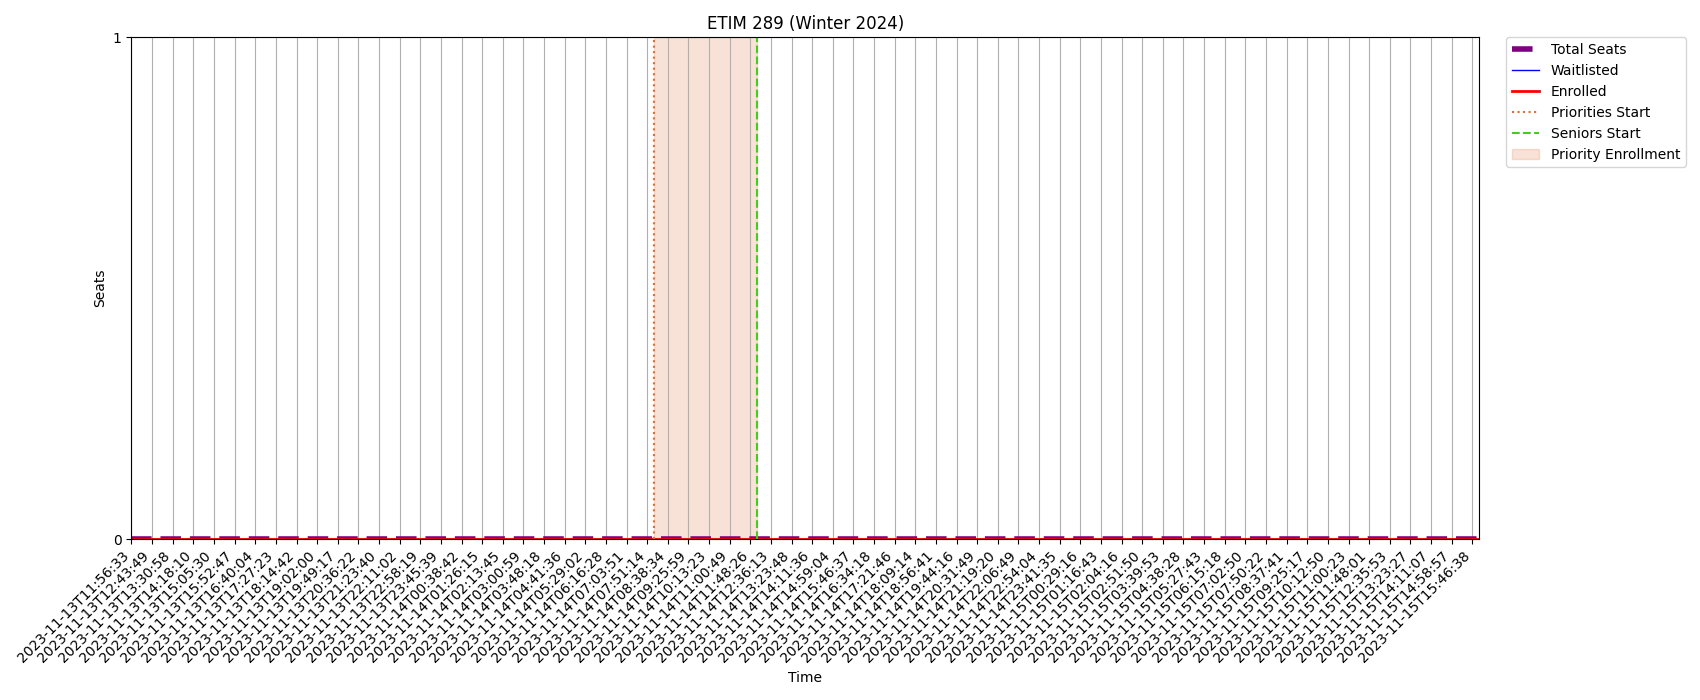 ETIM 289 (Winter 2024)
1
0
Seats
2023-11-13T11:56:33
2023-11-13T12:43:49
2023-11-13T13:30:58
2023-11-13T14:18:10
2023-11-13T15:05:30
2023-11-13T15:52:47
2023-11-13T16:40:04
2023-11-13T17:27:23
2023-11-13T18:14:42
2023-11-13T19:02:00
2023-11-13T19:49:17
2023-11-13T20:36:22
2023-11-13T21:23:40
2023-11-13T22:11:02
2023-11-13T22:58:19
2023-11-13T23:45:39
2023-11-14T00:38:42
2023-11-14T01:26:15
2023-11-14T02:13:45
2023-11-14T03:00:59
2023-11-14T03:48:18
2023-11-14T04:41:36
2023-11-14T05:29:02
2023-11-14T06:16:28
2023-11-14T07:03:51
2023-11-14T07:51:14
2023-11-14T08:38:34
2023-11-14T09:25:59
2023-11-14T10:13:23
2023-11-14T11:00:49
2023-11-14T11:48:26
2023-11-14T12:36:13
2023-11-14T13:23:48
2023-11-14T14:11:36
2023-11-14T14:59:04
2023-11-14T15:46:37
2023-11-14T16:34:18
2023-11-14T17:21:46
2023-11-14T18:09:14
2023-11-14T18:56:41
2023-11-14T19:44:16
2023-11-14T20:31:49
2023-11-14T21:19:20
2023-11-14T22:06:49
2023-11-14T22:54:04
2023-11-14T23:41:35
2023-11-15T00:29:16
2023-11-15T01:16:43
2023-11-15T02:04:16
2023-11-15T02:51:50
2023-11-15T03:39:53
2023-11-15T04:38:28
2023-11-15T05:27:43
2023-11-15T06:15:18
2023-11-15T07:02:50
2023-11-15T07:50:22
2023-11-15T08:37:41
2023-11-15T09:25:17
2023-11-15T10:12:50
2023-11-15T11:00:23
2023-11-15T11:48:01
2023-11-15T12:35:53
2023-11-15T13:23:27
2023-11-15T14:11:07
2023-11-15T14:58:57
2023-11-15T15:46:38
Time
Total Seats
Waitlisted
Enrolled
Priorities Start
Seniors Start
Priority Enrollment